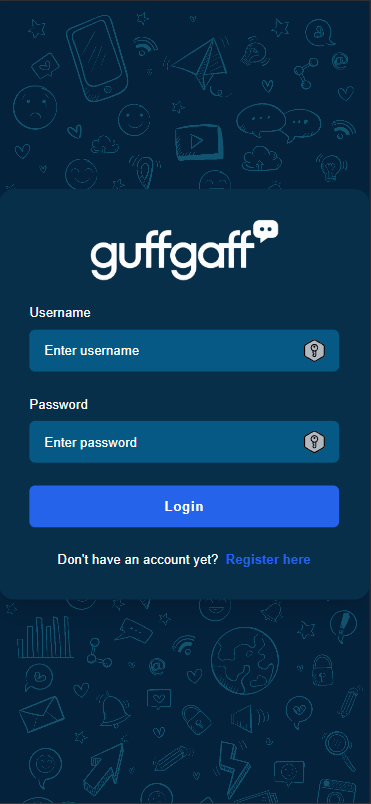 guffgaff
Username
Enter username
Password
Enter password
Login
Don't have an account yet? Register here